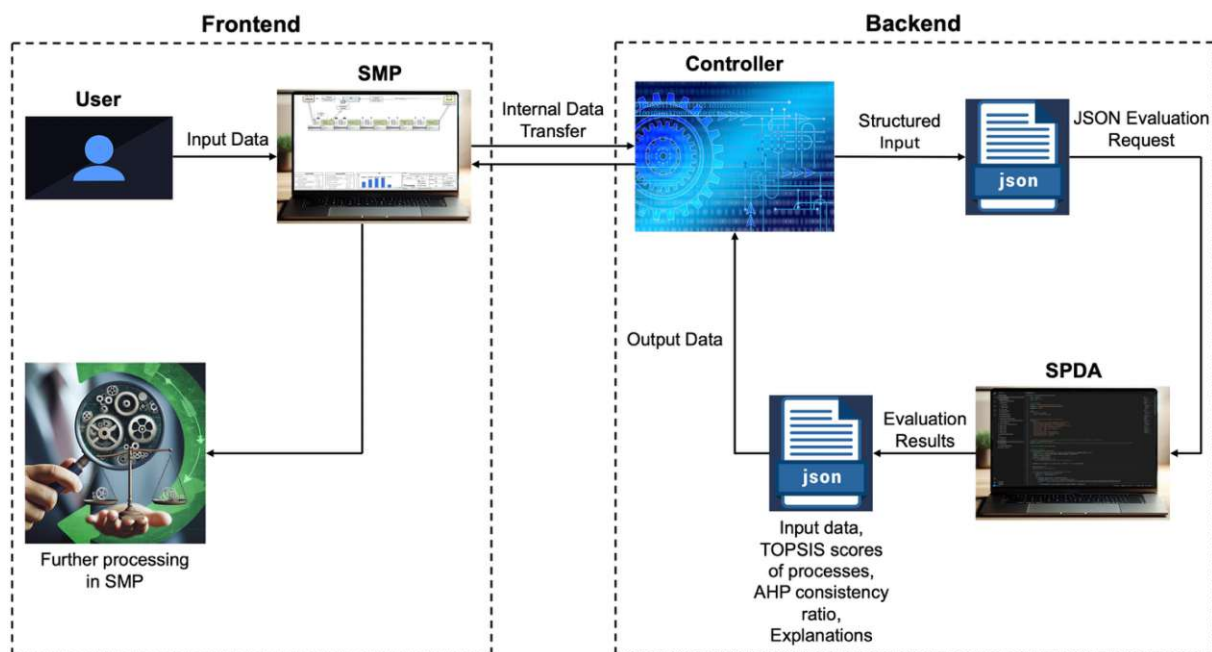 Frontend
Backend
User
SMP
Controller
Input Data
Internal Data
Transfer
Structured
Input
JSON Evaluation
Request
json
Output Data
SPDA
Evaluation
Results
json
Further processing
in SMP
Input data,
TOPSIS scores
of processes,
AHP consistency
ratio,
Explanations